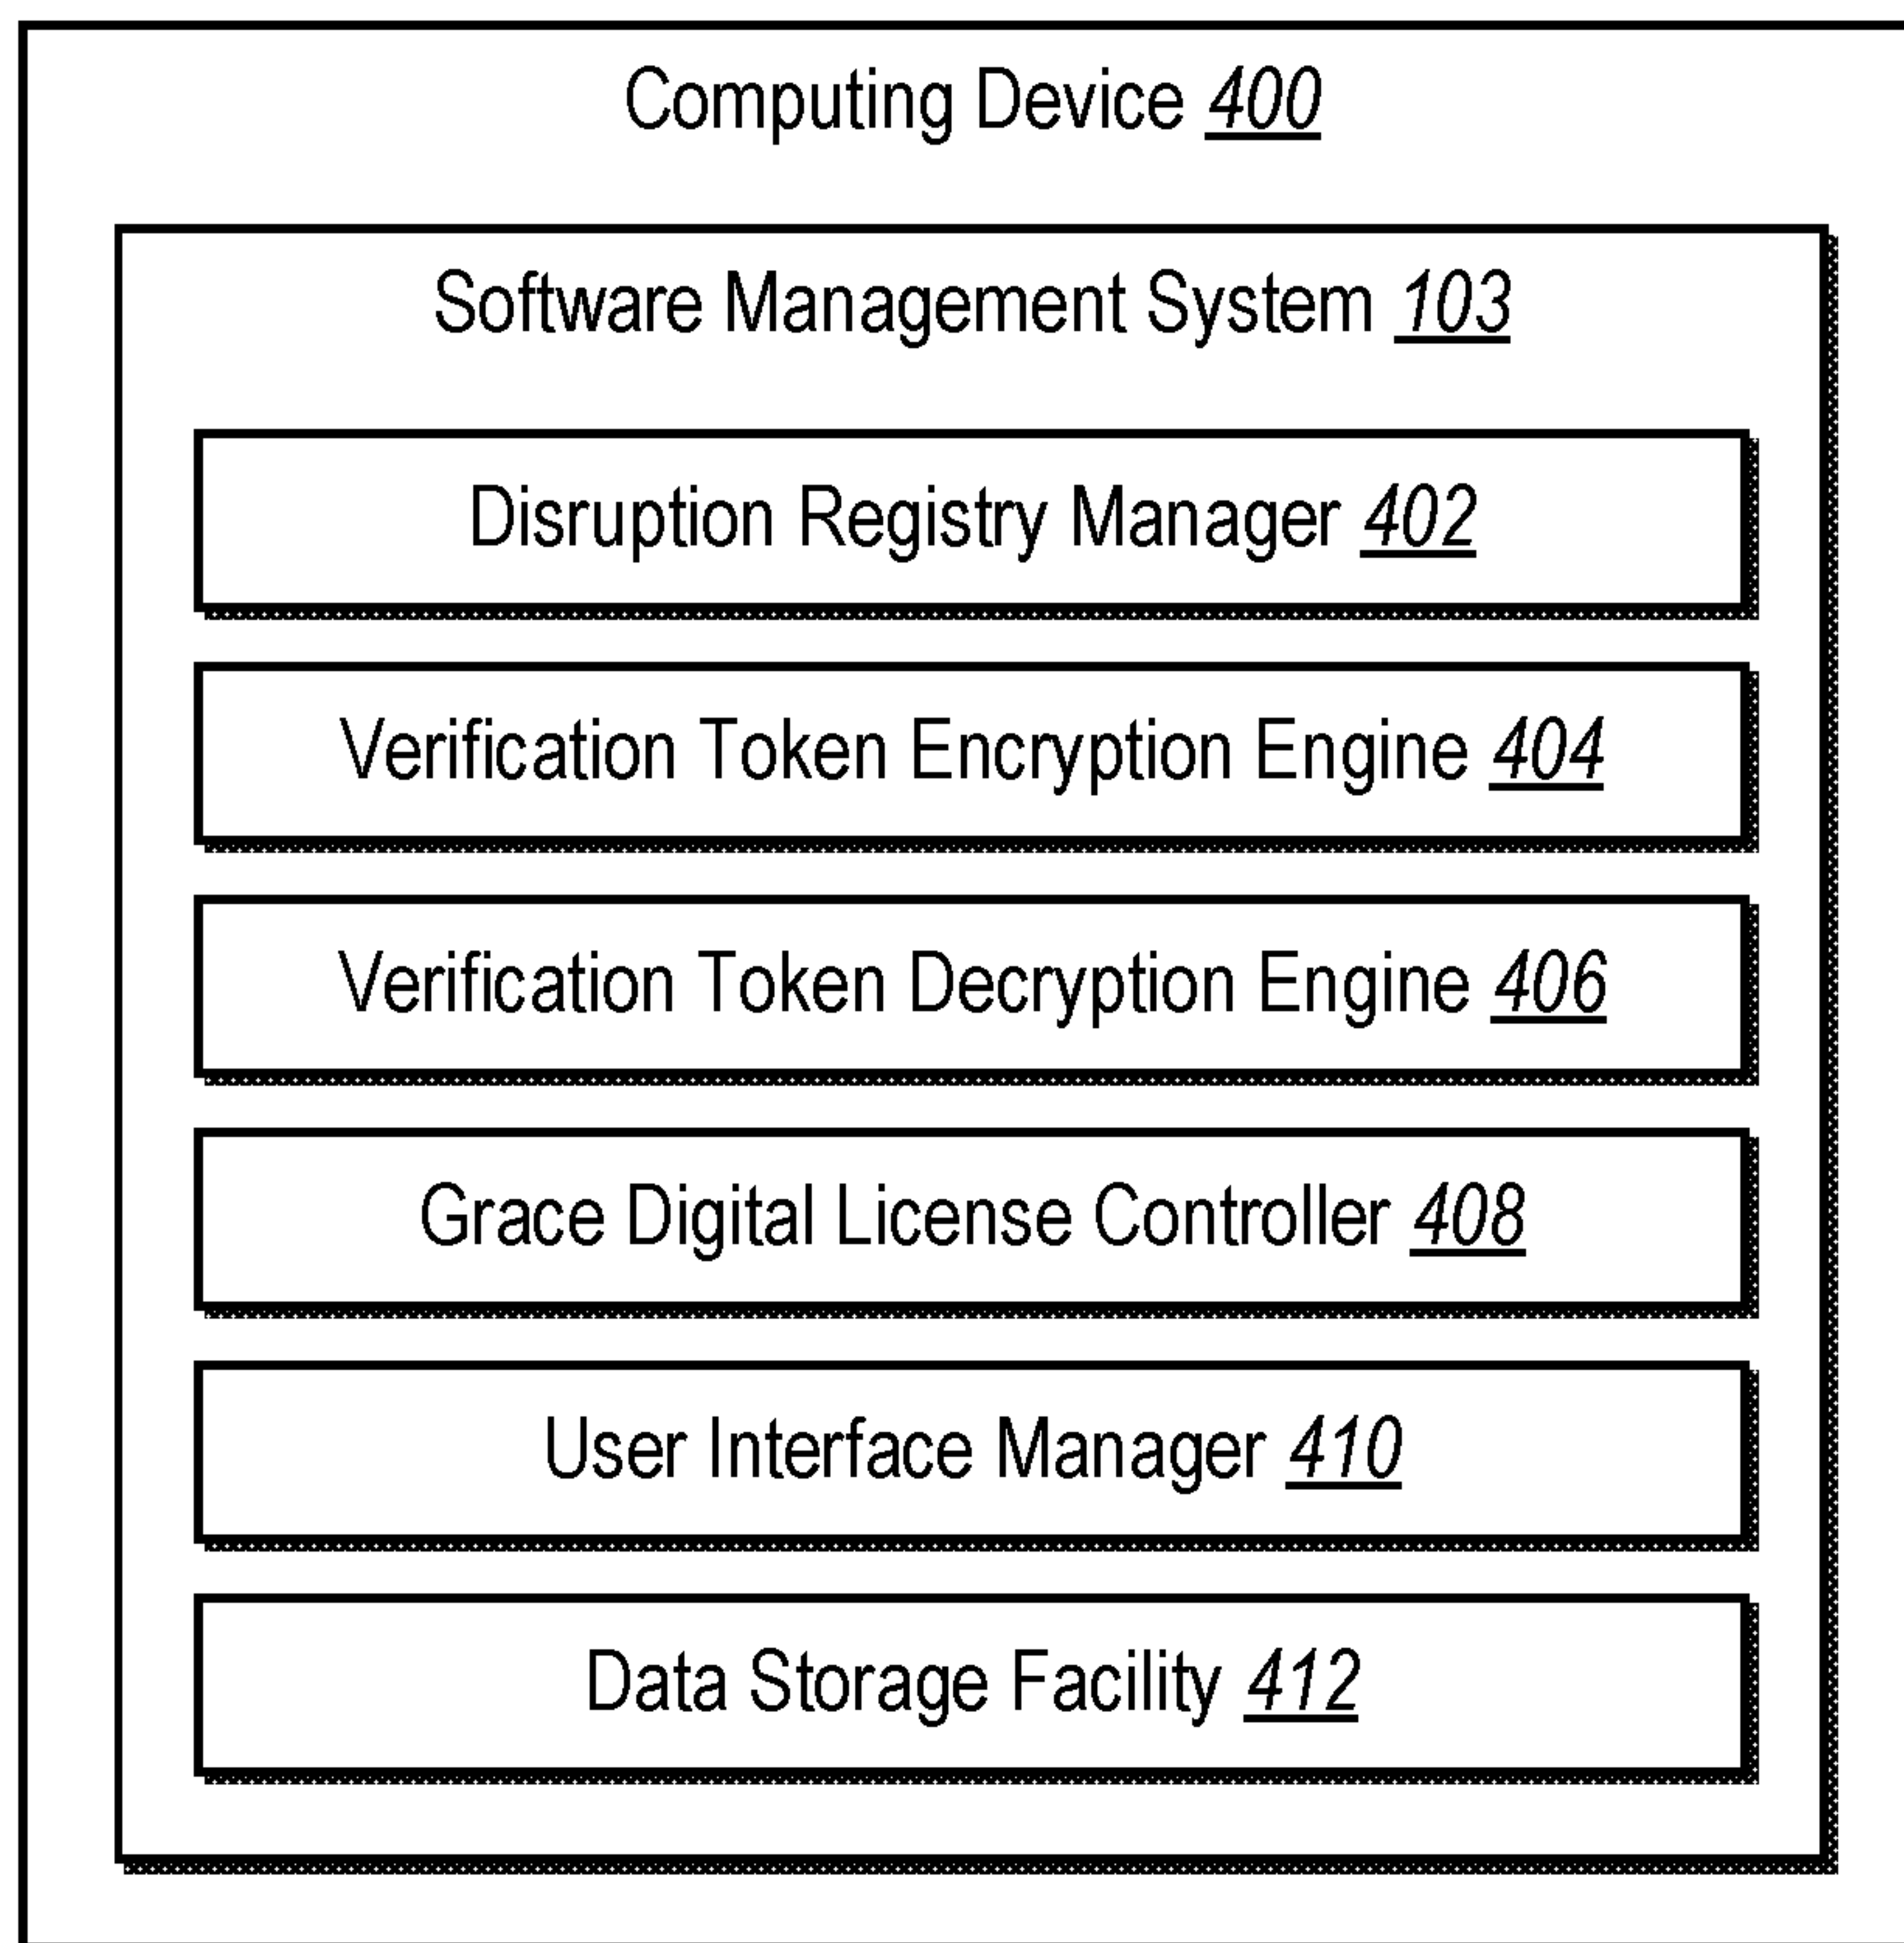 Computing Device 400
Software Management System 103
Disruption Registry Manager 402
Verification Token Encryption Engine 404
Verification Token Decryption Engine 406
Grace Digital License Controller 408
User Interface Manager 410
Data Storage Facility 412